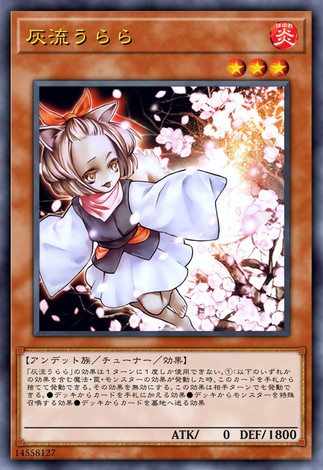 灰流うらら
炎
ほのお
【アンデット族／チューナー／効果】
「灰流うらら」の効果は１ターンに１度しか使用できない。①：以下のいずれか
の効果を含む魔法・罠・モンスターの効果が発動した時、このカードを手札から
捨てて発動できる。その効果を無効にする。この効果は相手ターンでも発動で
きる。●デッキからカードを手札に加える効果●デッキからモンスターを特殊
召喚する効果●デッキからカードを墓地へ送る効果
ATK/ 0 DEF/1800
14558127